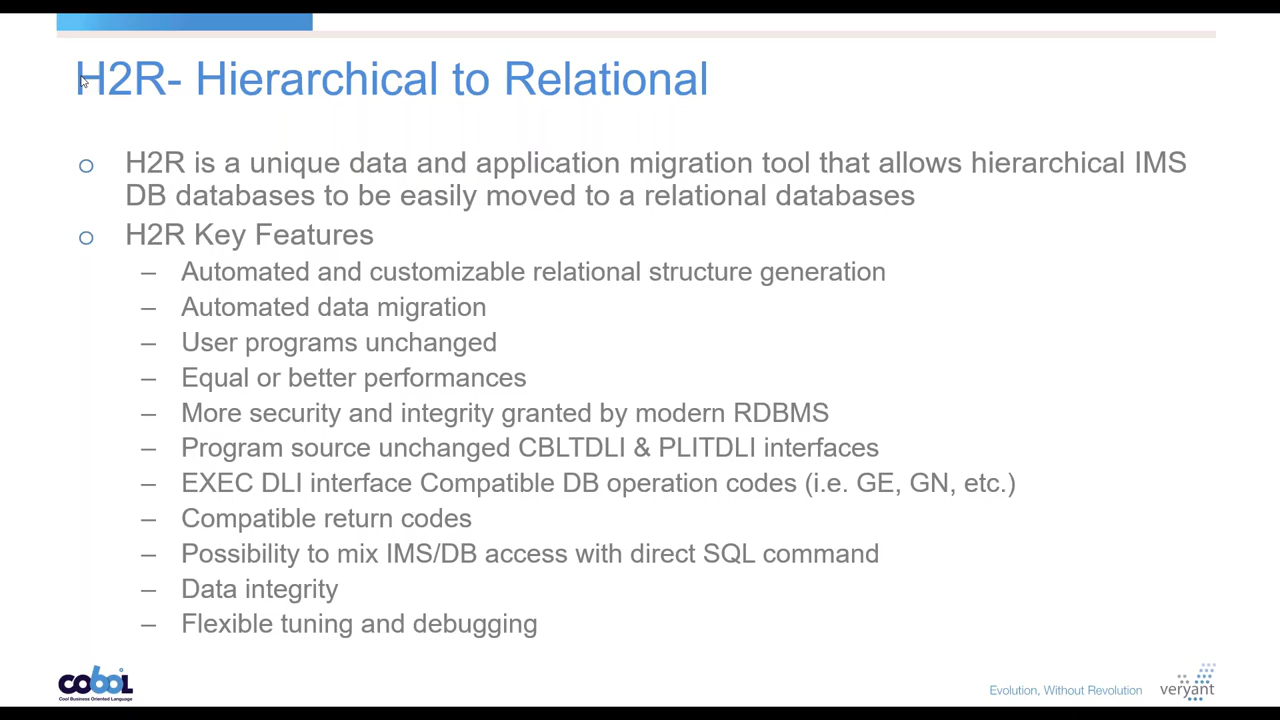 H2R- Hierarchical to Relational
H2R is a unique data and application migration tool that allows hierarchical IMS
DB databases to be easily moved to a relational databases
H2R Key Features
– Automated and customizable relational structure generation
– Automated data migration
– User programs unchanged
– Equal or better performances
– More security and integrity granted by modern RDBMS
– Program source unchanged CBLTDLI & PLITDLI interfaces
– EXEC DLI interface Compatible DB operation codes (i.e. GE, GN, etc.)
– Compatible return codes
– Possibility to mix IMS/DB access with direct SQL command
– Data integrity
– Flexible tuning and debugging
cobol
Cool Business Oriented Language
Evolution, Without Revolution
veryant